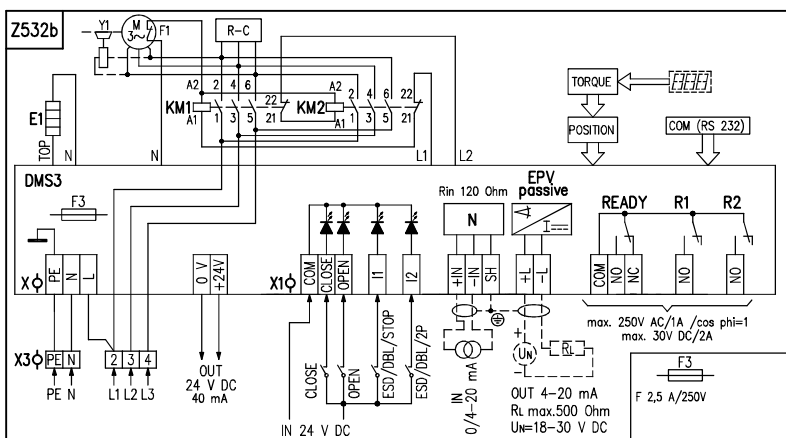 Z532b
Y1
M
3~
F1
R-C
A2
2 4 6
22
A2
2 4 6
22
KM1
KM2
A1
1 3 5
21
A1
1 3 5
21
E1
TOP
N
N
L1
L2
TORQUE
POSITION
COM (RS 232)
DMS3
F3
Rin 120 Ohm
N
EPV
passive
I
READY
R1
R2
X
PE
N
L
0 V
+24V
X1
COM
CLOSE
OPEN
I1
I2
+IN
-IN
SH
+L
-L
COM
NO
NC
NO
NO
max. 250V AC/1A /cos phi=1
max. 30V DC/2A
X3
PE
N
2
3
4
PE N
L1 L2 L3
OUT
24 V DC
40 mA
CLOSE
OPEN
ESD/DBL/STOP
ESD/DBL/2P
IN 24 V DC
IN
0/4-20 mA
+
UN
-
RL
OUT 4-20 mA
RL max.500 Ohm
UN=18-30 V DC
F3
F 2,5 A/250V